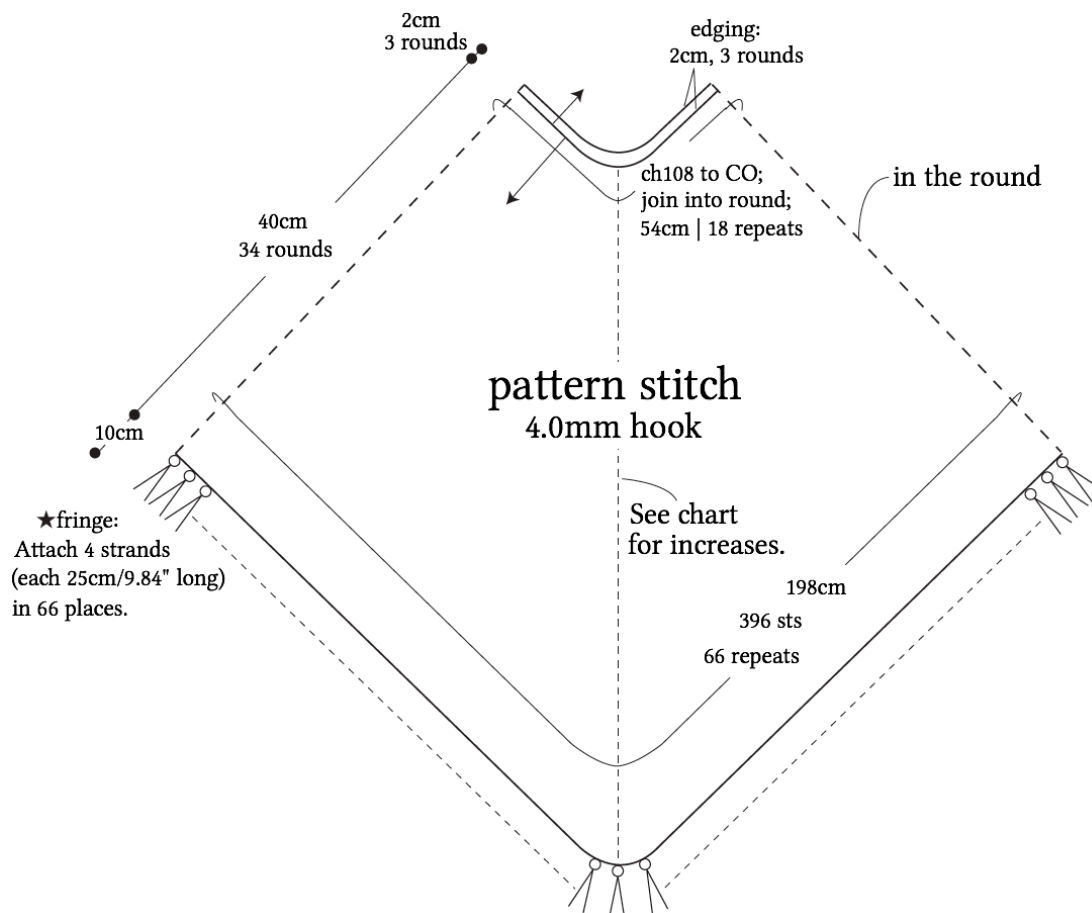 2cm
3 rounds
edging:
2cm, 3 rounds
ch108 to CO;
join into round;
54cm | 18 repeats
in the round
40cm
34 rounds
pattern stitch
4.0mm hook
10cm
★fringe:
Attach 4 strands
(each 25cm/9.84" long)
in 66 places.
See chart
for increases.
198cm
396 sts
66 repeats